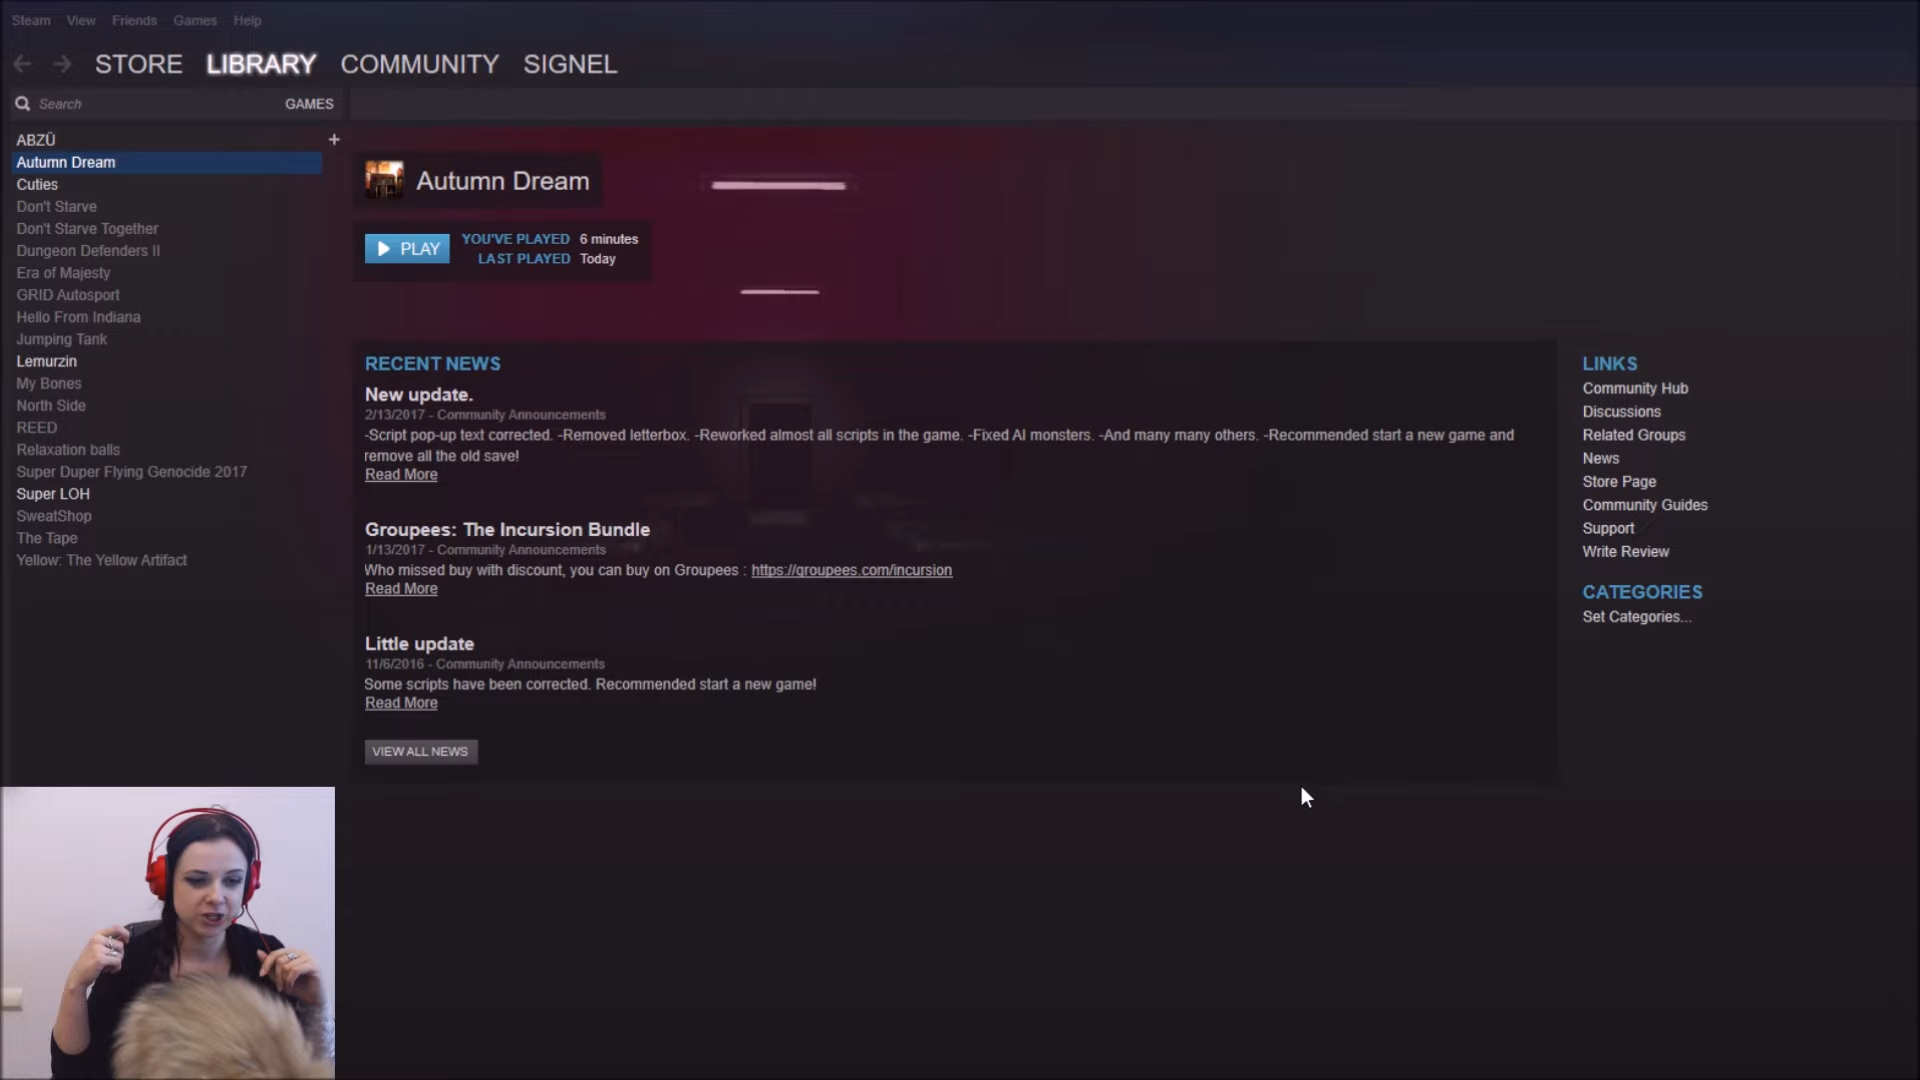 Steam View Friends Games Help
STORE LIBRARY COMMUNITY SIGNEL
Search GAMES
ABZÜ +
Autumn Dream
Cuties
Don't Starve
Don't Starve Together
Dungeon Defenders II
Era of Majesty
GRID Autosport
Hello From Indiana
Jumping Tank
Lemurzin
My Bones
North Side
REED
Relaxation balls
Super Duper Flying Genocide 2017
Super LOH
SweatShop
The Tape
Yellow: The Yellow Artifact
Autumn Dream
PLAY
YOU'VE PLAYED 6 minutes
LAST PLAYED Today
RECENT NEWS
New update.
2/13/2017 - Community Announcements
-Script pop-up text corrected. -Removed letterbox. -Reworked almost all scripts in the game. -Fixed AI monsters. -And many many others. -Recommended start a new game and
remove all the old save!
Read More
Groupees: The Incursion Bundle
1/13/2017 - Community Announcements
Who missed buy with discount, you can buy on Groupees : https://groupees.com/incursion
Read More
Little update
11/6/2016 - Community Announcements
Some scripts have been corrected. Recommended start a new game!
Read More
VIEW ALL NEWS
LINKS
Community Hub
Discussions
Related Groups
News
Store Page
Community Guides
Support
Write Review
CATEGORIES
Set Categories...